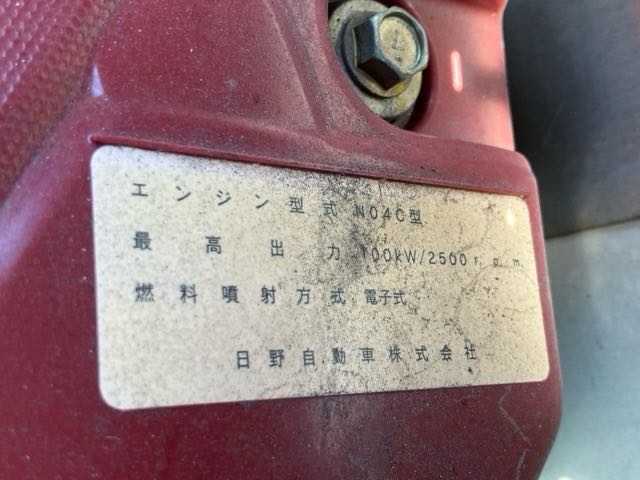 エンジン型式 N04C型
最高出力 100kW/2500r.p.m
燃料噴射方式 電子式
日野自動車株式会社